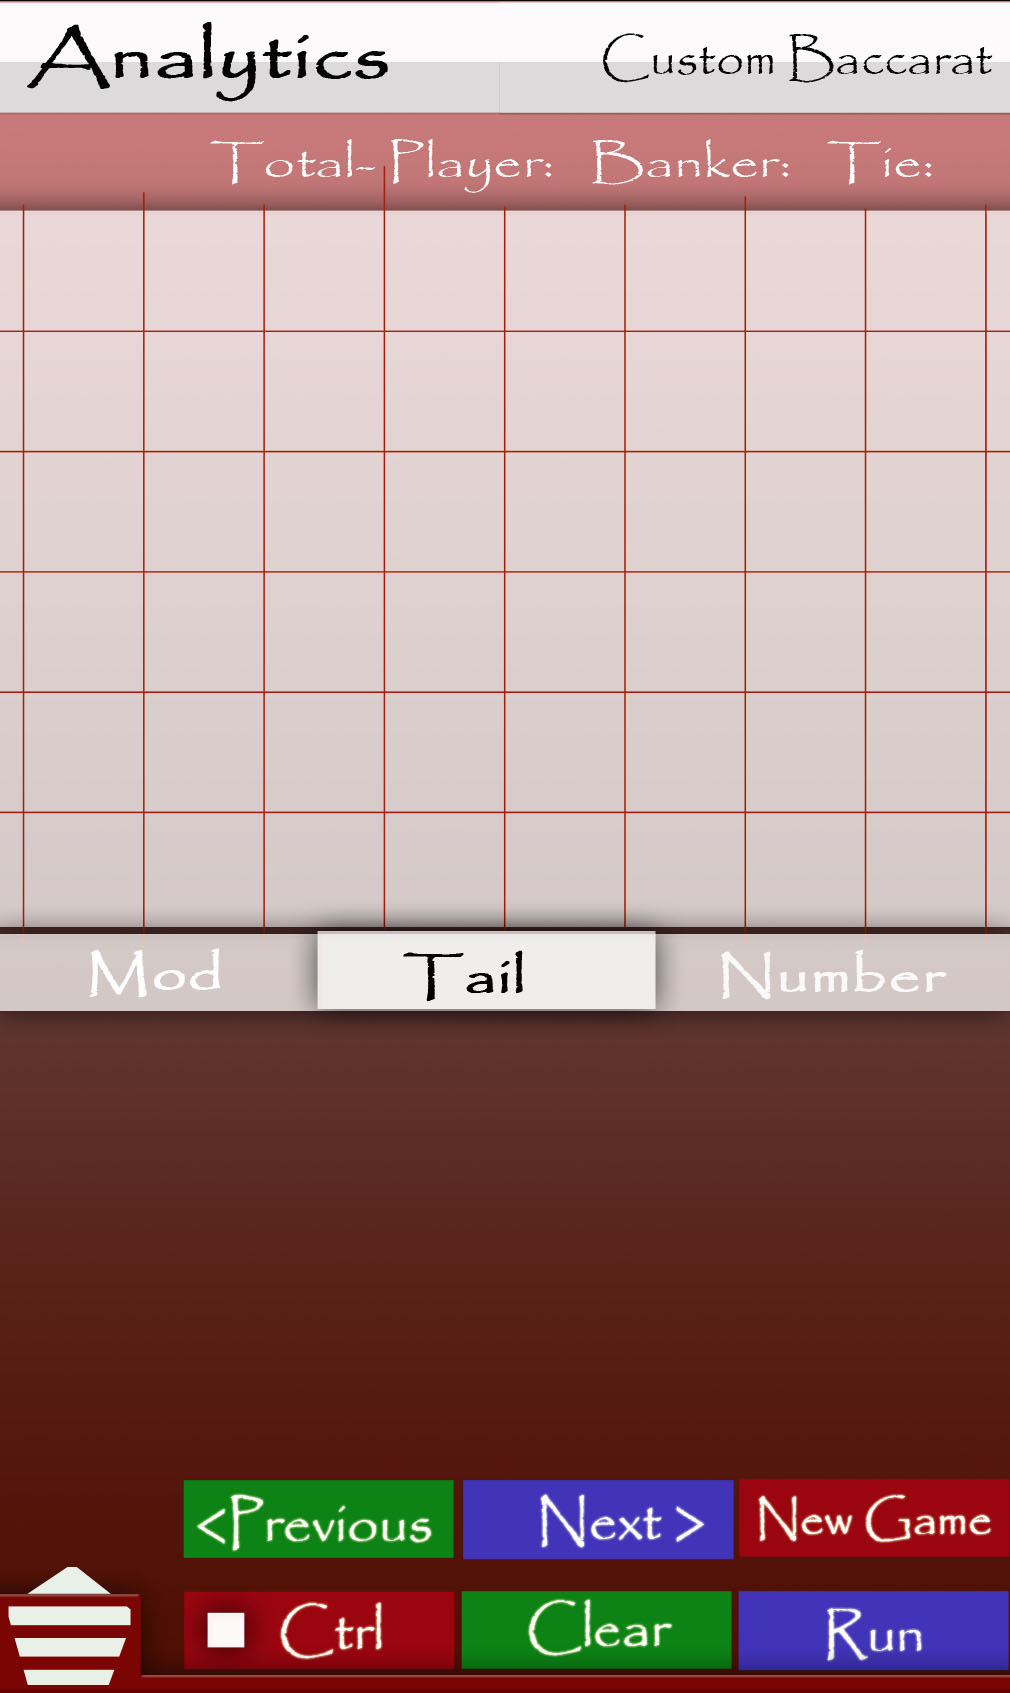 Analytics Custom Baccarat
Total- Player: Banker: Tie:
Mod Tail Number
<Previous Next > New Game
Ctrl Clear Run